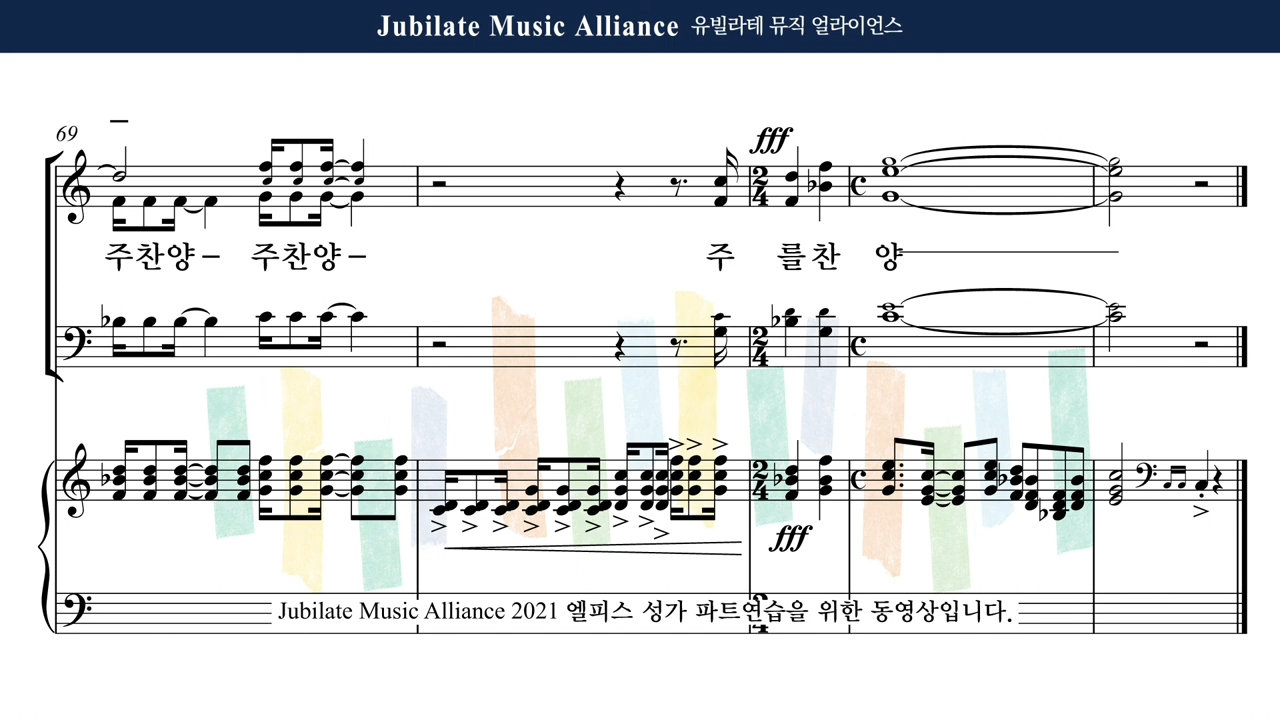 Jubilate Music Alliance 유빌라테 뮤직 얼라이언스
69
fff
주찬양– 주찬양– 주 를찬 양
fff
Jubilate Music Alliance 2021 엘피스 성가 파트연습을 위한 동영상입니다.